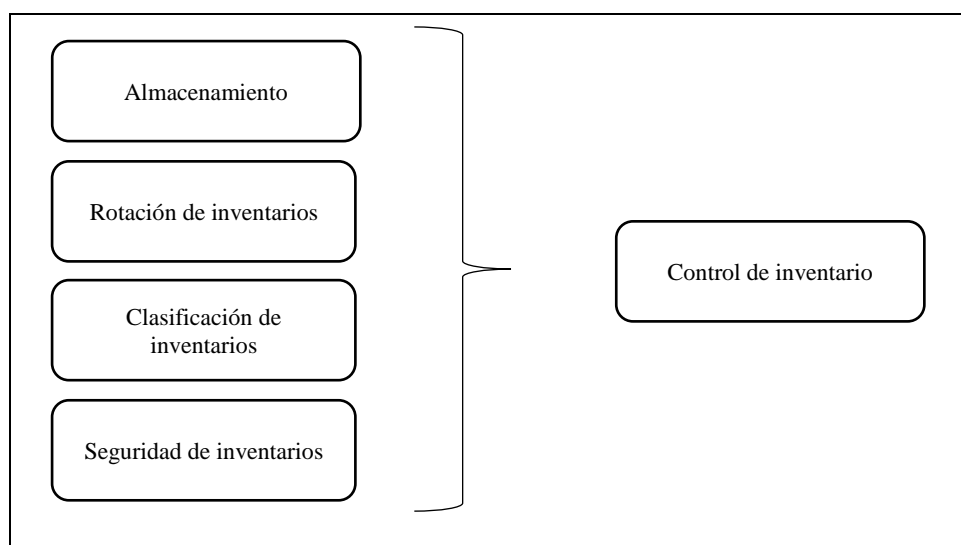 Almacenamiento
Rotación de inventarios
Clasificación de
inventarios
Seguridad de inventarios
Control de inventario